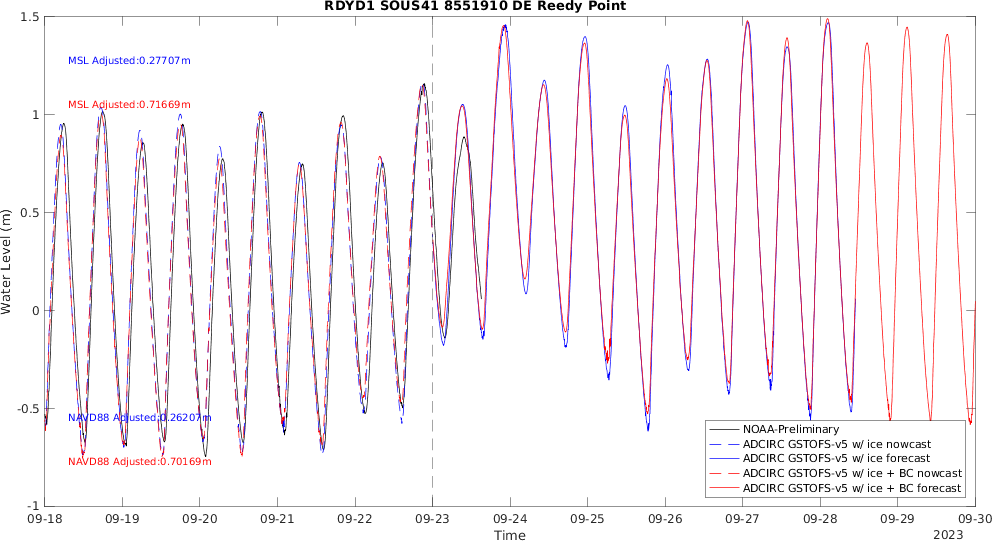 RDYD1 SOUS41 8551910 DE Reedy Point
1.5
1
0.5
0
-0.5
-1
Water Level (m)
MSL Adjusted:0.27707m
MSL Adjusted:0.71669m
NAVD88 Adjusted:0.26207m
NAVD88 Adjusted:0.70169m
NOAA-Preliminary
ADCIRC GSTOFS-v5 w/ ice nowcast
ADCIRC GSTOFS-v5 w/ ice forecast
ADCIRC GSTOFS-v5 w/ ice + BC nowcast
ADCIRC GSTOFS-v5 w/ ice + BC forecast
09-18 09-19 09-20 09-21 09-22 09-23 09-24 09-25 09-26 09-27 09-28 09-29 09-30
Time
2023